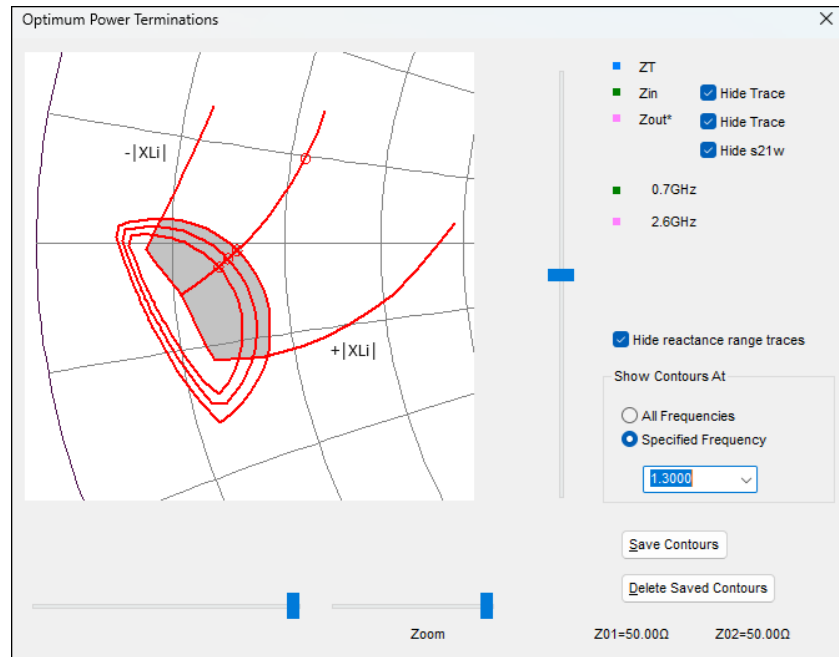 Optimum Power Terminations
ZT
Zin
Hide Trace
Zout*
Hide Trace
Hide s21w
-|XLi|
0.7GHz
2.6GHz
Hide reactance range traces
+|XLi|
Show Contours At
All Frequencies
Specified Frequency
1.3000
Save Contours
Delete Saved Contours
Zoom
Z01=50.00Ω
Z02=50.00Ω